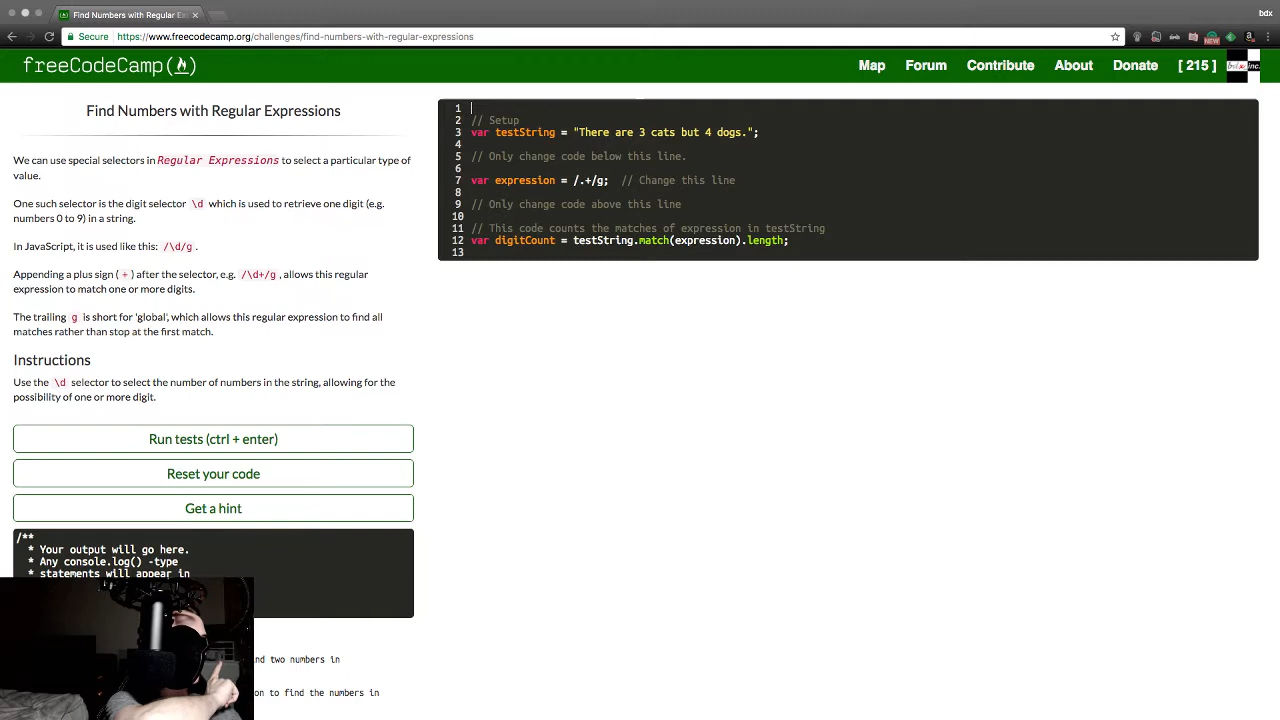 Find Numbers with Regular Ex
bdx
Secure https://www.freecodecamp.org/challenges/find-numbers-with-regular-expressions
NEW
freeCodeCamp
Map Forum Contribute About Donate [ 215 ]
bdx inc.
Find Numbers with Regular Expressions
We can use special selectors in Regular Expressions to select a particular type of
value.
One such selector is the digit selector \d which is used to retrieve one digit (e.g.
numbers 0 to 9) in a string.
In JavaScript, it is used like this: /\d/g .
Appending a plus sign ( + ) after the selector, e.g. /\d+/g , allows this regular
expression to match one or more digits.
The trailing g is short for 'global', which allows this regular expression to find all
matches rather than stop at the first match.
Instructions
Use the \d selector to select the number of numbers in the string, allowing for the
possibility of one or more digit.
Run tests (ctrl + enter)
Reset your code
Get a hint
/**
* Your output will go here.
* Any console.log() -type
* statements will appear in
nd two numbers in
on to find the numbers in
1
2 // Setup
3 var testString = "There are 3 cats but 4 dogs.";
4
5 // Only change code below this line.
6
7 var expression = /.+/g; // Change this line
8
9 // Only change code above this line
10
11 // This code counts the matches of expression in testString
12 var digitCount = testString.match(expression).length;
13